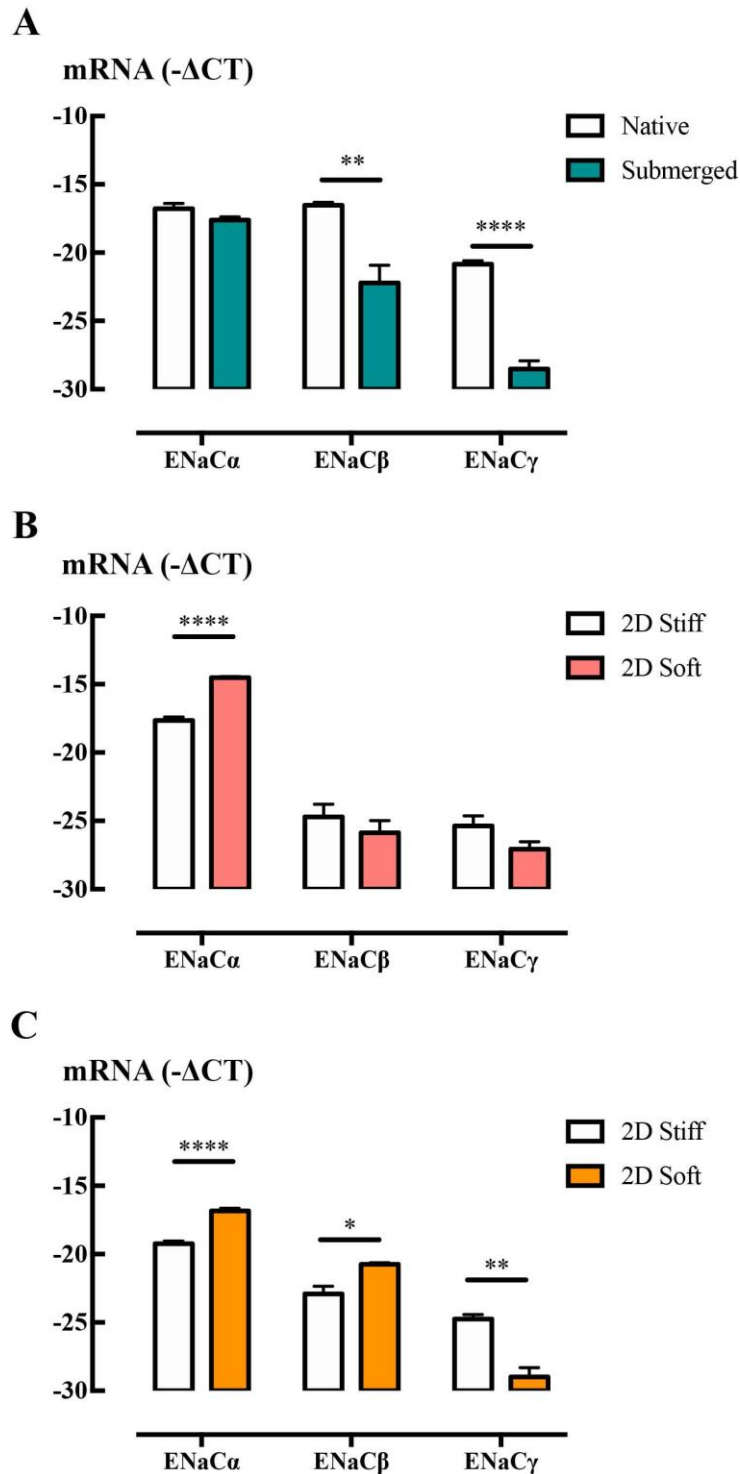 A
mRNA (-ΔCT)
-10
-15
-20
-25
-30
Native
Submerged
**
****
ENaCα ENaCβ ENaCγ
B
mRNA (-ΔCT)
-10
-15
-20
-25
-30
2D Stiff
2D Soft
****
ENaCα ENaCβ ENaCγ
C
mRNA (-ΔCT)
-10
-15
-20
-25
-30
2D Stiff
2D Soft
****
*
**
ENaCα ENaCβ ENaCγ